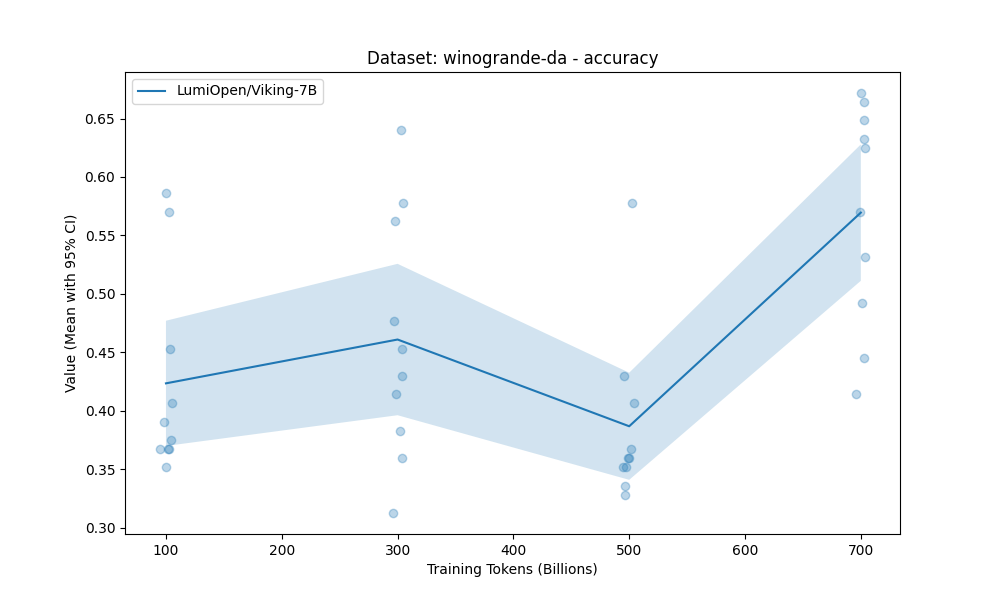 Dataset: winogrande-da - accuracy
LumiOpen/Viking-7B
Value (Mean with 95% CI)
0.65
0.60
0.55
0.50
0.45
0.40
0.35
0.30
100 200 300 400 500 600 700
Training Tokens (Billions)